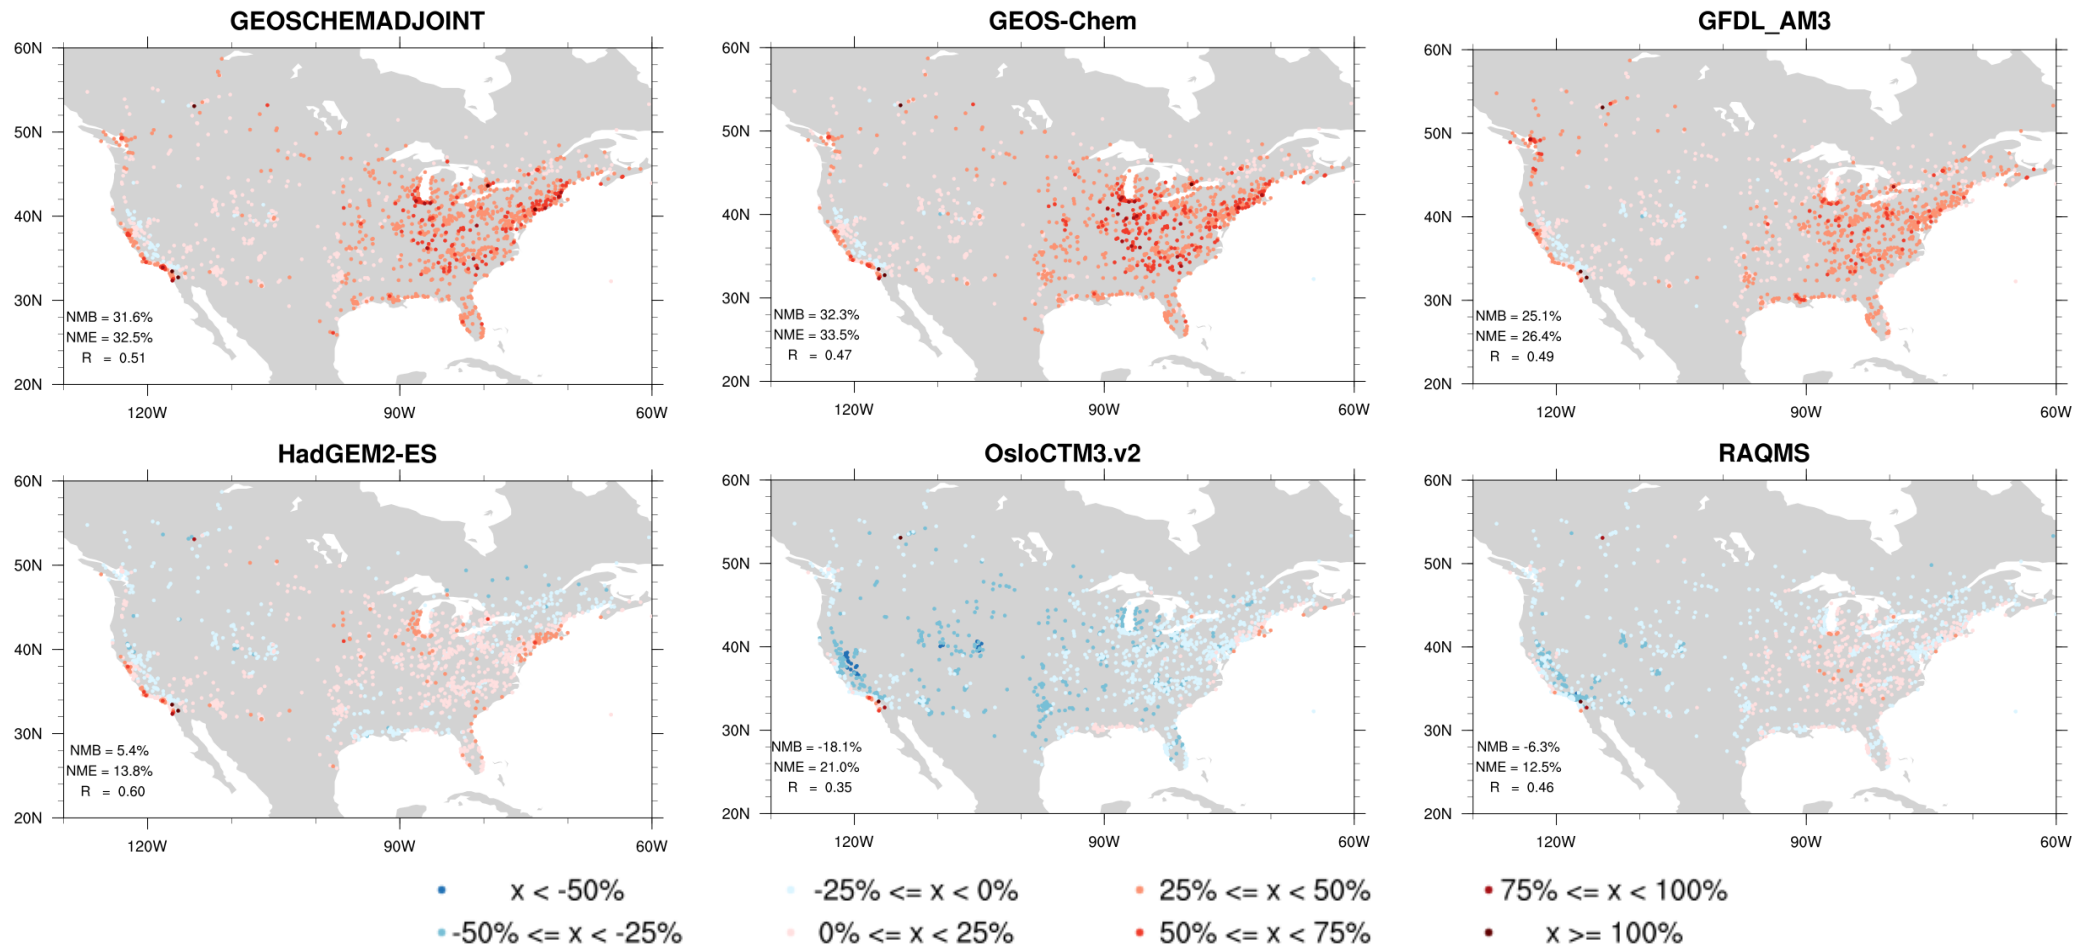 GEOSCHEMADJOINT
GEOS-Chem
GFDL_AM3
60N
50N
40N
30N
20N
NMB = 31.6%
NME = 32.5%
R = 0.51
120W
90W
60W
60N
50N
40N
30N
20N
NMB = 32.3%
NME = 33.5%
R = 0.47
120W
90W
60W
60N
50N
40N
30N
20N
NMB = 25.1%
NME = 26.4%
R = 0.49
120W
90W
60W
HadGEM2-ES
OsloCTM3.v2
RAQMS
60N
50N
40N
30N
20N
NMB = 5.4%
NME = 13.8%
R = 0.60
120W
90W
60W
60N
50N
40N
30N
20N
NMB = -18.1%
NME = 21.0%
R = 0.35
120W
90W
60W
60N
50N
40N
30N
20N
NMB = -6.3%
NME = 12.5%
R = 0.46
120W
90W
60W
x < -50%
-25% <= x < 0%
25% <= x < 50%
75% <= x < 100%
-50% <= x < -25%
0% <= x < 25%
50% <= x < 75%
x >= 100%